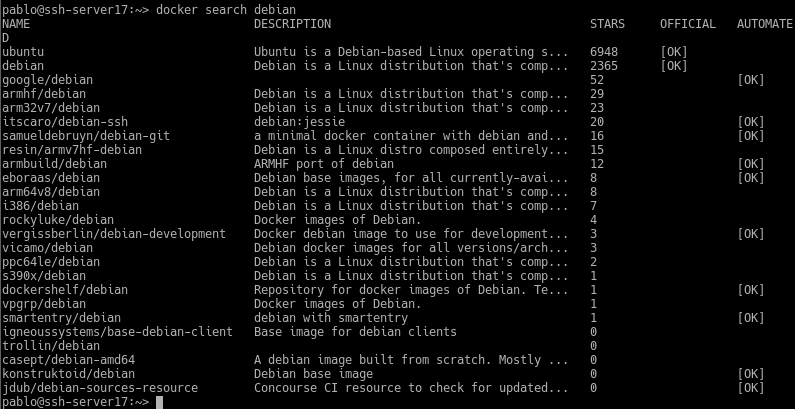 pablo@ssh-server17:~> docker search debian
NAME DESCRIPTION STARS OFFICIAL AUTOMATE
D
ubuntu Ubuntu is a Debian-based Linux operating s... 6948 [OK]
debian Debian is a Linux distribution that's comp... 2365 [OK]
google/debian 52 [OK]
armhf/debian Debian is a Linux distribution that's comp... 29
arm32v7/debian Debian is a Linux distribution that's comp... 23
itscaro/debian-ssh debian:jessie 20 [OK]
samueldebruyn/debian-git a minimal docker container with debian and... 16 [OK]
resin/armv7hf-debian Debian is a Linux distro composed entirely... 15
armbuild/debian ARMHF port of debian 12 [OK]
eboraas/debian Debian base images, for all currently-avai... 8 [OK]
arm64v8/debian Debian is a Linux distribution that's comp... 8
i386/debian Debian is a Linux distribution that's comp... 7
rockyluke/debian Docker images of Debian. 4
vergissberlin/debian-development Docker debian image to use for development... 3 [OK]
vicamo/debian Debian docker images for all versions/arch... 3
ppc64le/debian Debian is a Linux distribution that's comp... 2
s390x/debian Debian is a Linux distribution that's comp... 1
dockershelf/debian Repository for docker images of Debian. Te... 1 [OK]
vpgrp/debian Docker images of Debian. 1
smartentry/debian debian with smartentry 1 [OK]
igneoussystems/base-debian-client Base image for debian clients 0
trollin/debian 0
casept/debian-amd64 A debian image built from scratch. Mostly ... 0
konstruktoid/debian Debian base image 0 [OK]
jdub/debian-sources-resource Concourse CI resource to check for updated... 0 [OK]
pablo@ssh-server17:~>